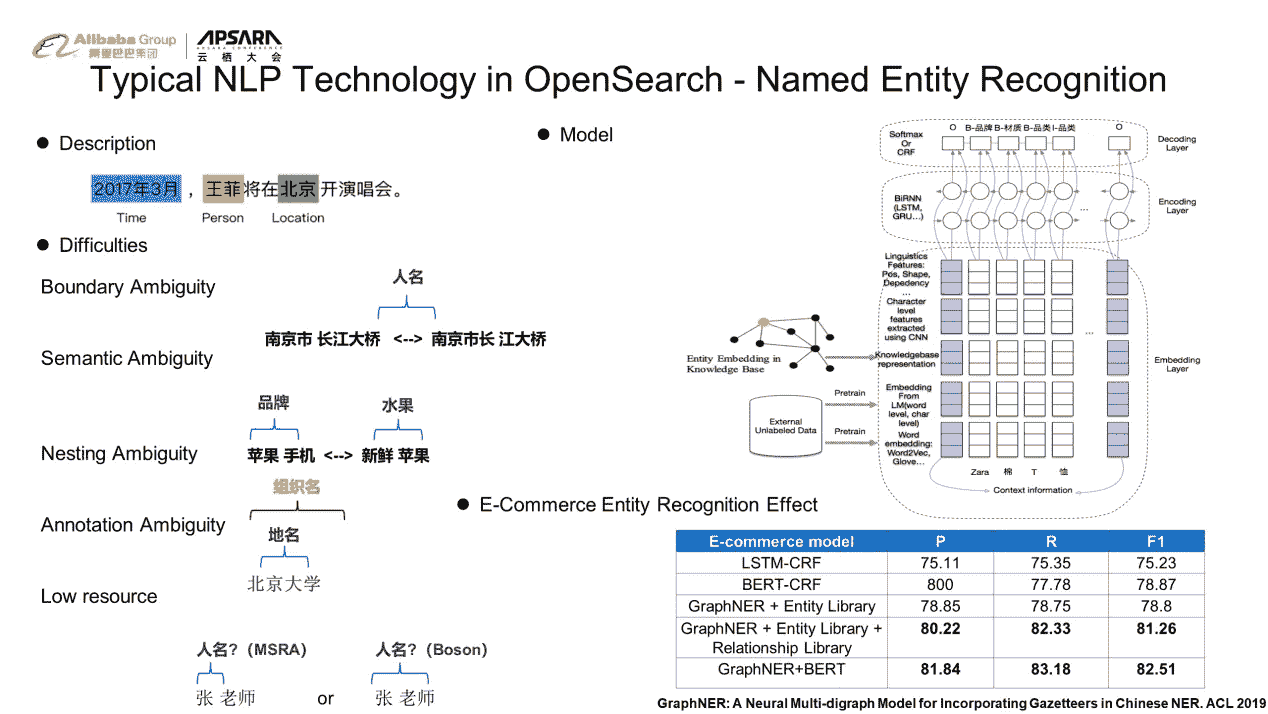 Alibaba Group
阿里巴巴集团
APSARA
APSARA CONFERENCE
云栖大会
Typical NLP Technology in OpenSearch - Named Entity Recognition
Description
2017年3月，王菲将在北京开演唱会。
Time Person Location
Difficulties
Boundary Ambiguity
人名
南京市 长江大桥 <--> 南京市长 江大桥
Semantic Ambiguity
品牌 水果
Nesting Ambiguity
苹果 手机 <--> 新鲜 苹果
组织名
Annotation Ambiguity
地名
北京大学
Low resource
人名?（MSRA） 人名?（Boson）
张 老师 or 张 老师
Model
O B-品牌 B-材质 B-品类 I-品类 O
Softmax
Or
CRF
Decoding
Layer
BiRNN
(LSTM,
GRU...)
...
Encoding
Layer
Linguistics
Features:
Pos, Shape,
Depedency
...
Character
level
features
extracted
using CNN
...
Entity Embedding in
Knowledge Base
Knowledgebase
representation
Embedding
Layer
External
Unlabeled Data
Pretrain
Embedding
From
LM(word
level, char
level)
Pretrain
Word
embedding:
Word2Vec,
Glove...
Zara 棉 T 恤
Context information
E-Commerce Entity Recognition Effect
E-commerce model P R F1
LSTM-CRF 75.11 75.35 75.23
BERT-CRF 800 77.78 78.87
GraphNER + Entity Library 78.85 78.75 78.8
GraphNER + Entity Library +
Relationship Library 80.22 82.33 81.26
GraphNER+BERT 81.84 83.18 82.51
GraphNER: A Neural Multi-digraph Model for Incorporating Gazetteers in Chinese NER. ACL 2019